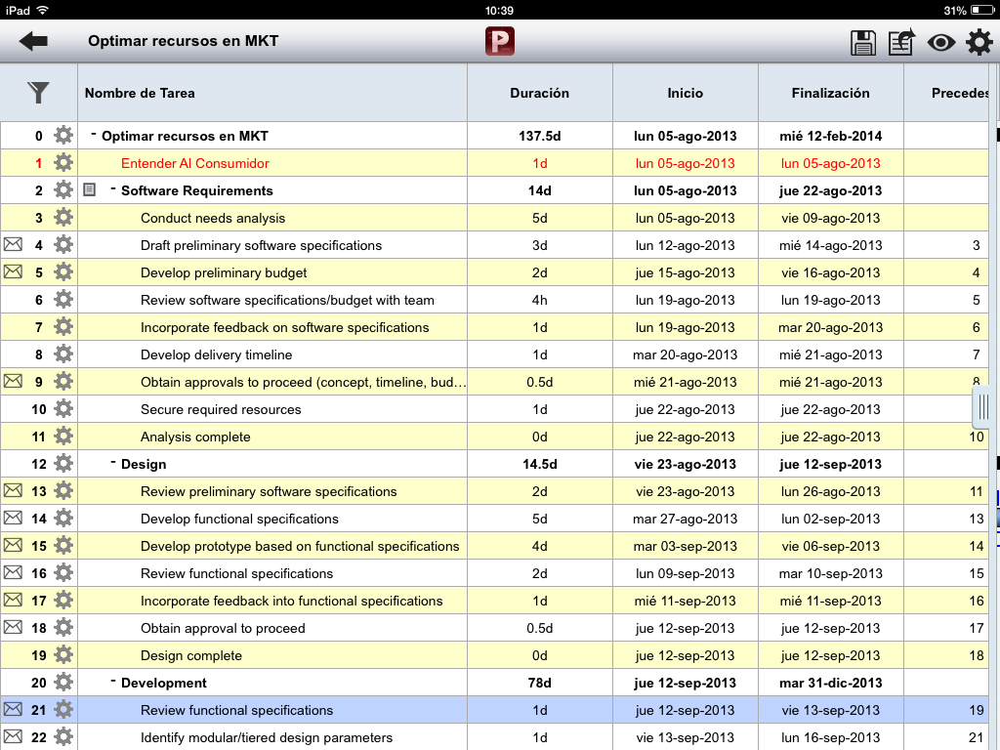 iPad 10:39 31%
Optimar recursos en MKT P
Nombre de Tarea Duración Inicio Finalización Precedes
0 - Optimar recursos en MKT 137.5d lun 05-ago-2013 mié 12-feb-2014
1 Entender Al Consumidor 1d lun 05-ago-2013 lun 05-ago-2013
2 - Software Requirements 14d lun 05-ago-2013 jue 22-ago-2013
3 Conduct needs analysis 5d lun 05-ago-2013 vie 09-ago-2013
4 Draft preliminary software specifications 3d lun 12-ago-2013 mié 14-ago-2013 3
5 Develop preliminary budget 2d jue 15-ago-2013 vie 16-ago-2013 4
6 Review software specifications/budget with team 4h lun 19-ago-2013 lun 19-ago-2013 5
7 Incorporate feedback on software specifications 1d lun 19-ago-2013 mar 20-ago-2013 6
8 Develop delivery timeline 1d mar 20-ago-2013 mié 21-ago-2013 7
9 Obtain approvals to proceed (concept, timeline, bud… 0.5d mié 21-ago-2013 mié 21-ago-2013 8
10 Secure required resources 1d jue 22-ago-2013 jue 22-ago-2013
11 Analysis complete 0d jue 22-ago-2013 jue 22-ago-2013 10
12 - Design 14.5d vie 23-ago-2013 jue 12-sep-2013
13 Review preliminary software specifications 2d vie 23-ago-2013 lun 26-ago-2013 11
14 Develop functional specifications 5d mar 27-ago-2013 lun 02-sep-2013 13
15 Develop prototype based on functional specifications 4d mar 03-sep-2013 vie 06-sep-2013 14
16 Review functional specifications 2d lun 09-sep-2013 mar 10-sep-2013 15
17 Incorporate feedback into functional specifications 1d mié 11-sep-2013 mié 11-sep-2013 16
18 Obtain approval to proceed 0.5d jue 12-sep-2013 jue 12-sep-2013 17
19 Design complete 0d jue 12-sep-2013 jue 12-sep-2013 18
20 - Development 78d jue 12-sep-2013 mar 31-dic-2013
21 Review functional specifications 1d jue 12-sep-2013 vie 13-sep-2013 19
22 Identify modular/tiered design parameters 1d vie 13-sep-2013 lun 16-sep-2013 21